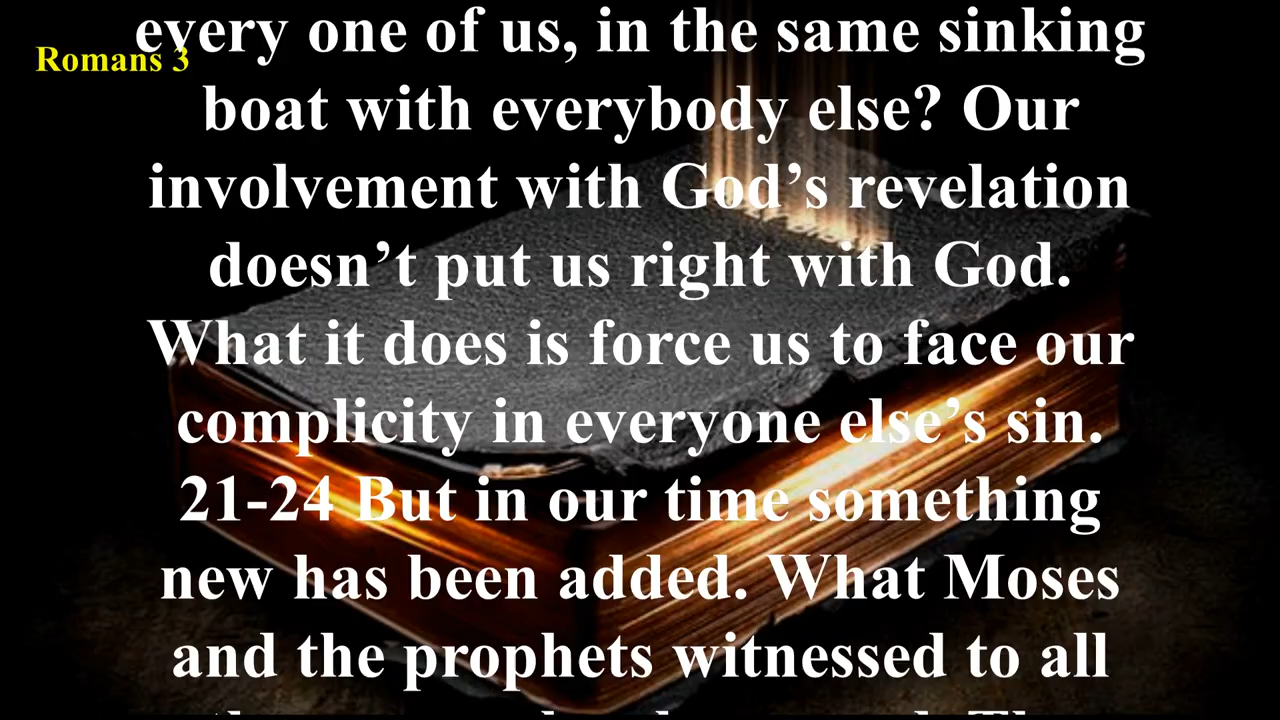 Romans 3
every one of us, in the same sinking
boat with everybody else? Our
involvement with God’s revelation
doesn’t put us right with God.
What it does is force us to face our
complicity in everyone else’s sin.
21-24 But in our time something
new has been added. What Moses
and the prophets witnessed to all